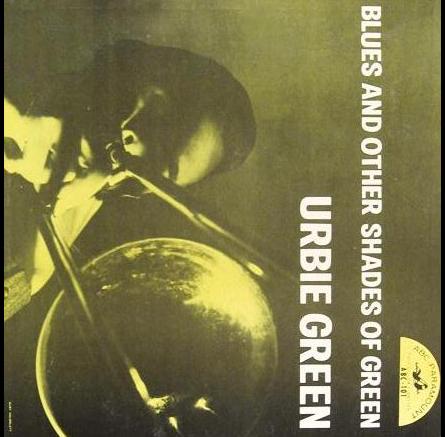 BLUES AND OTHER SHADES OF GREEN
URBIE GREEN
ABC PARAMOUNT
ABC-101